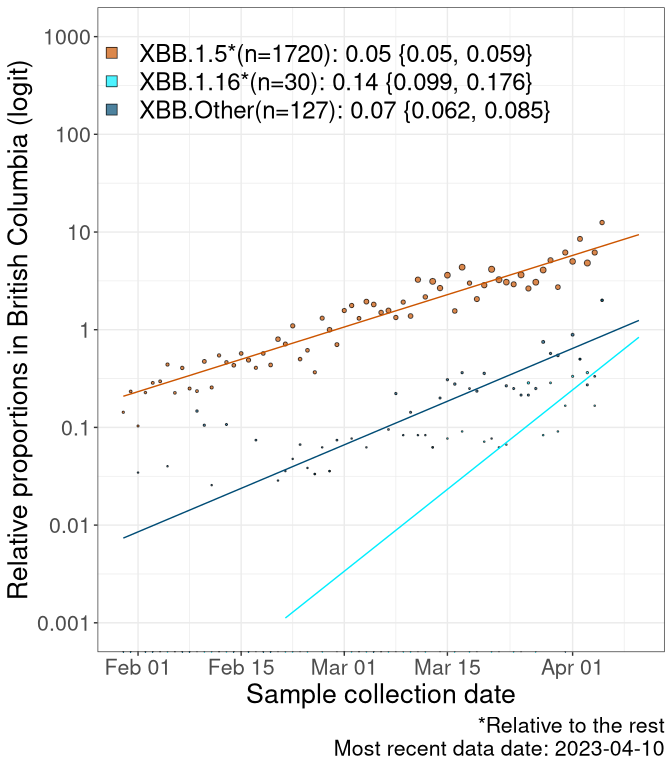 1000
XBB.1.5*(n=1720): 0.05 {0.05, 0.059}
XBB.1.16*(n=30): 0.14 {0.099, 0.176}
XBB.Other(n=127): 0.07 {0.062, 0.085}
100
10
1
0.1
0.01
0.001
Relative proportions in British Columbia (logit)
Feb 01 Feb 15 Mar 01 Mar 15 Apr 01
Sample collection date
*Relative to the rest
Most recent data date: 2023-04-10